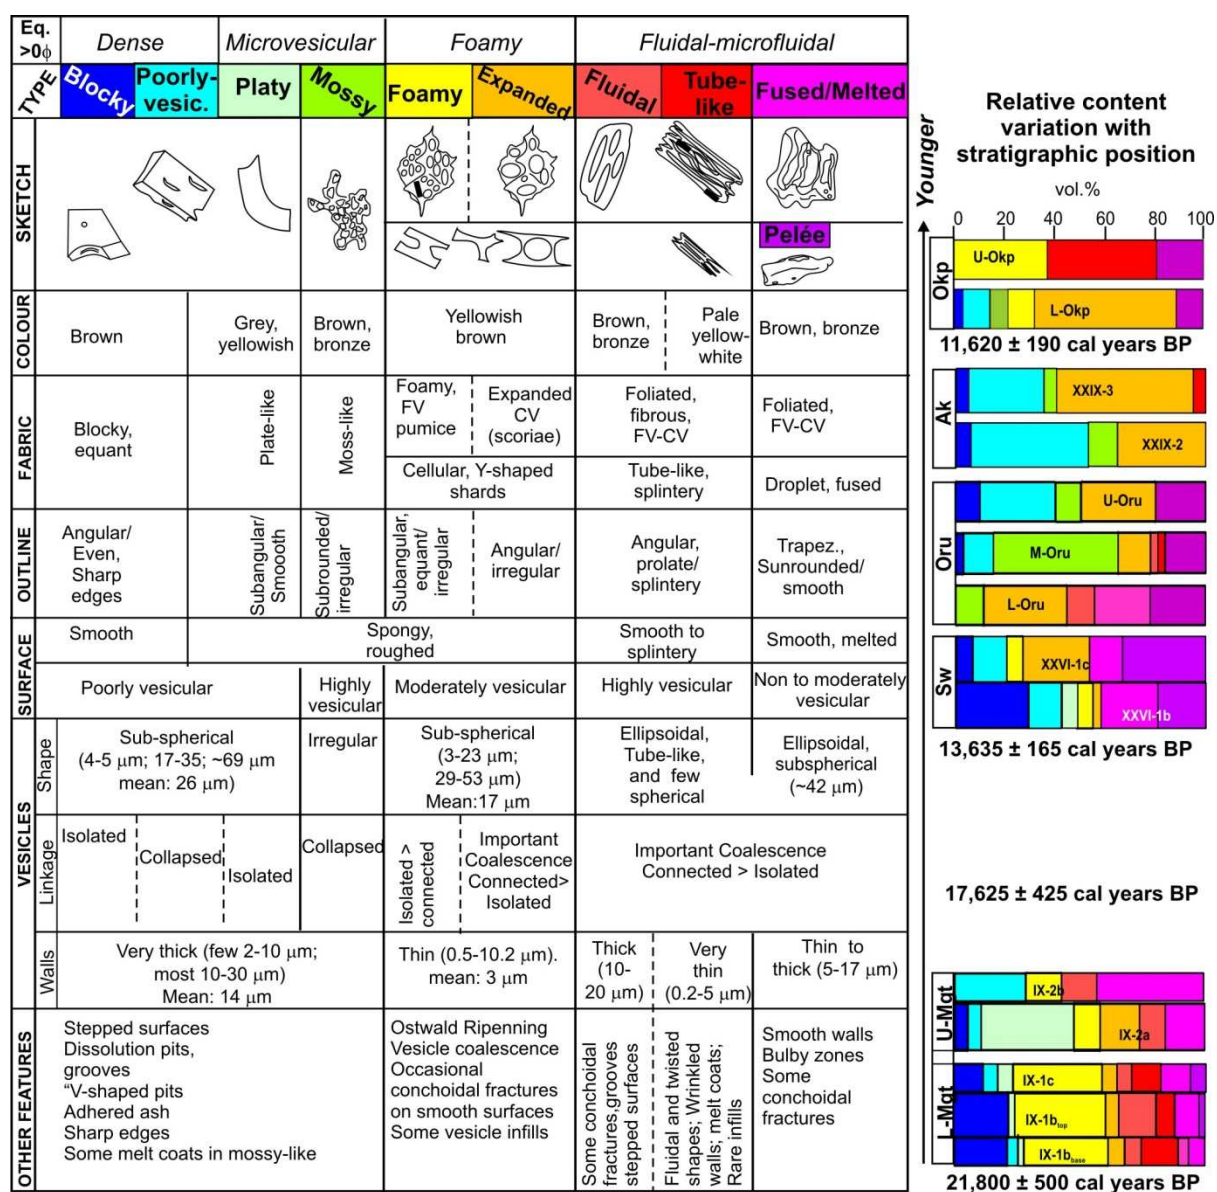 Eq. >0ϕ
Dense
Microvesicular
Foamy
Fluidal-microfluidal
TYPE
Blocky
Poorly-
vesic.
Platy
Mossy
Foamy
Expanded
Fluidal
Tube-
like
Fused/Melted
SKETCH
Pelée
COLOUR
Brown
Grey,
yellowish
Brown,
bronze
Yellowish
brown
Brown,
bronze
Pale
yellow-
white
Brown, bronze
FABRIC
Blocky,
equant
Plate-like
Moss-like
Foamy,
FV
pumice
Expanded
CV
(scoriae)
Cellular, Y-shaped
shards
Foliated,
fibrous,
FV-CV
Tube-like,
splintery
Foliated,
FV-CV
Droplet, fused
OUTLINE
Angular/
Even,
Sharp
edges
Subangular/
Smooth
Subrounded/
irregular
Subangular,
equant/
irregular
Angular/
irregular
Angular,
prolate/
splintery
Trapez.,
Sunrounded/
smooth
SURFACE
Smooth
Spongy,
roughed
Smooth to
splintery
Smooth, melted
Poorly vesicular
Highly
vesicular
Moderately vesicular
Highly vesicular
Non to moderately
vesicular
VESICLES
Shape
Sub-spherical
(4-5 µm; 17-35; ~69 µm
mean: 26 µm)
Irregular
Sub-spherical
(3-23 µm;
29-53 µm)
Mean:17 µm
Ellipsoidal,
Tube-like,
and few
spherical
Ellipsoidal,
subspherical
(~42 µm)
Linkage
Isolated
Collapsed
Isolated
Collapsed
Isolated >
connected
Important
Coalescence
Connected>
Isolated
Important Coalescence
Connected > Isolated
Walls
Very thick (few 2-10 µm;
most 10-30 µm)
Mean: 14 µm
Thin (0.5-10.2 µm).
mean: 3 µm
Thick
(10-
20 µm)
Very
thin
(0.2-5 µm)
Thin to
thick (5-17 µm)
OTHER FEATURES
Stepped surfaces
Dissolution pits,
grooves
“V-shaped pits
Adhered ash
Sharp edges
Some melt coats in mossy-like
Ostwald Ripenning
Vesicle coalescence
Occasional
conchoidal fractures
on smooth surfaces
Some vesicle infills
Some conchoidal
fractures,grooves
stepped surfaces
Fluidal and twisted
shapes; Wrinkled
walls; melt coats;
Rare infills
Smooth walls
Bulby zones
Some
conchoidal
fractures
Relative content
variation with
stratigraphic position
vol.%
Younger
0 20 40 60 80 100
Okp
U-Okp
L-Okp
11,620 ± 190 cal years BP
Ak
XXIX-3
XXIX-2
Oru
U-Oru
M-Oru
L-Oru
Sw
XXVI-1c
XXVI-1b
13,635 ± 165 cal years BP
17,625 ± 425 cal years BP
U-Mat
IX-2b
IX-2a
L-Mat
IX-1c
IX-1b top
IX-1b base
21,800 ± 500 cal years BP